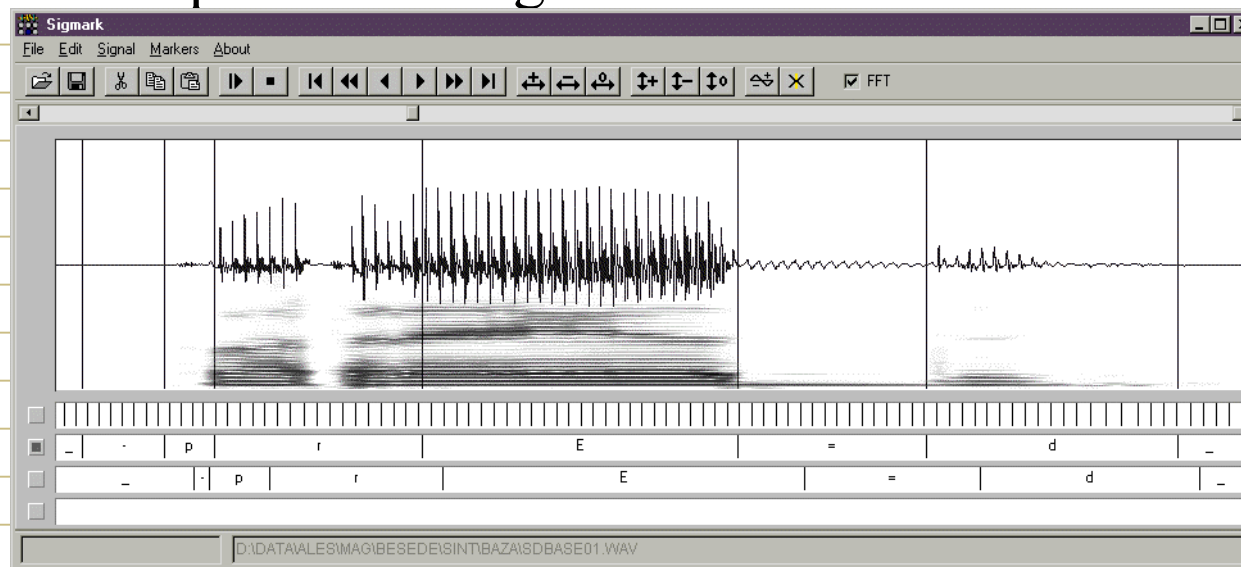 Sigmark
File Edit Signal Markers About
FFT
_ - p r E = d _
_ - p r E = d _
D:\DATA\ALES\MAG\BESEDE\SINT\BAZA\SDBASE01.WAV